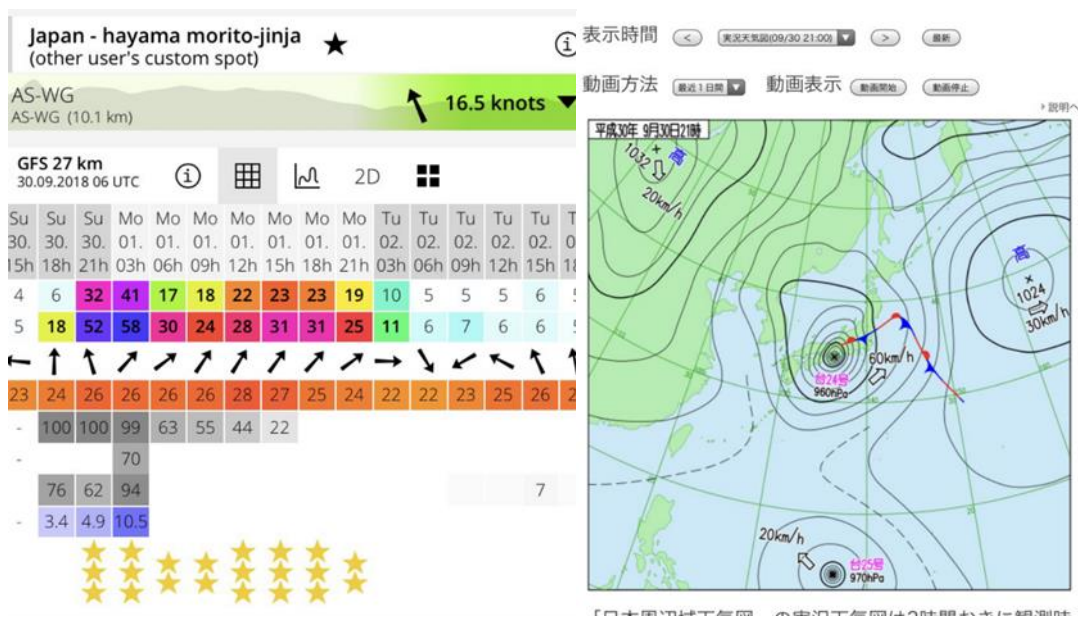 Japan - hayama morito-jinja
(other user's custom spot)
AS-WG
AS-WG (10.1 km)
16.5 knots
GFS 27 km
30.09.2018 06 UTC
2D
Su Su Su Mo Mo Mo Mo Mo Mo Mo Tu Tu Tu Tu Tu
30. 30. 30. 01. 01. 01. 01. 01. 01. 01. 02. 02. 02. 02. 02.
15h 18h 21h 03h 06h 09h 12h 15h 18h 21h 03h 06h 09h 12h 15h
4 6 32 41 17 18 22 23 23 19 10 5 5 5 6
5 18 52 58 30 24 28 31 31 25 11 6 7 6 6
23 24 26 26 26 26 28 27 25 24 22 22 23 25 26
- 100 100 99 63 55 44 22
- 70
76 62 94 7
- 3.4 4.9 10.5
表示時間 < 実況天気図(09/30 21:00) > 最新
動画方法 最近1日間 動画表示 動画開始 動画停止
説明へ
平成30年 9月30日21時
高
1032
20km/h
高
1024
30km/h
60km/h
台24号
960hPa
20km/h
台25号
970hPa